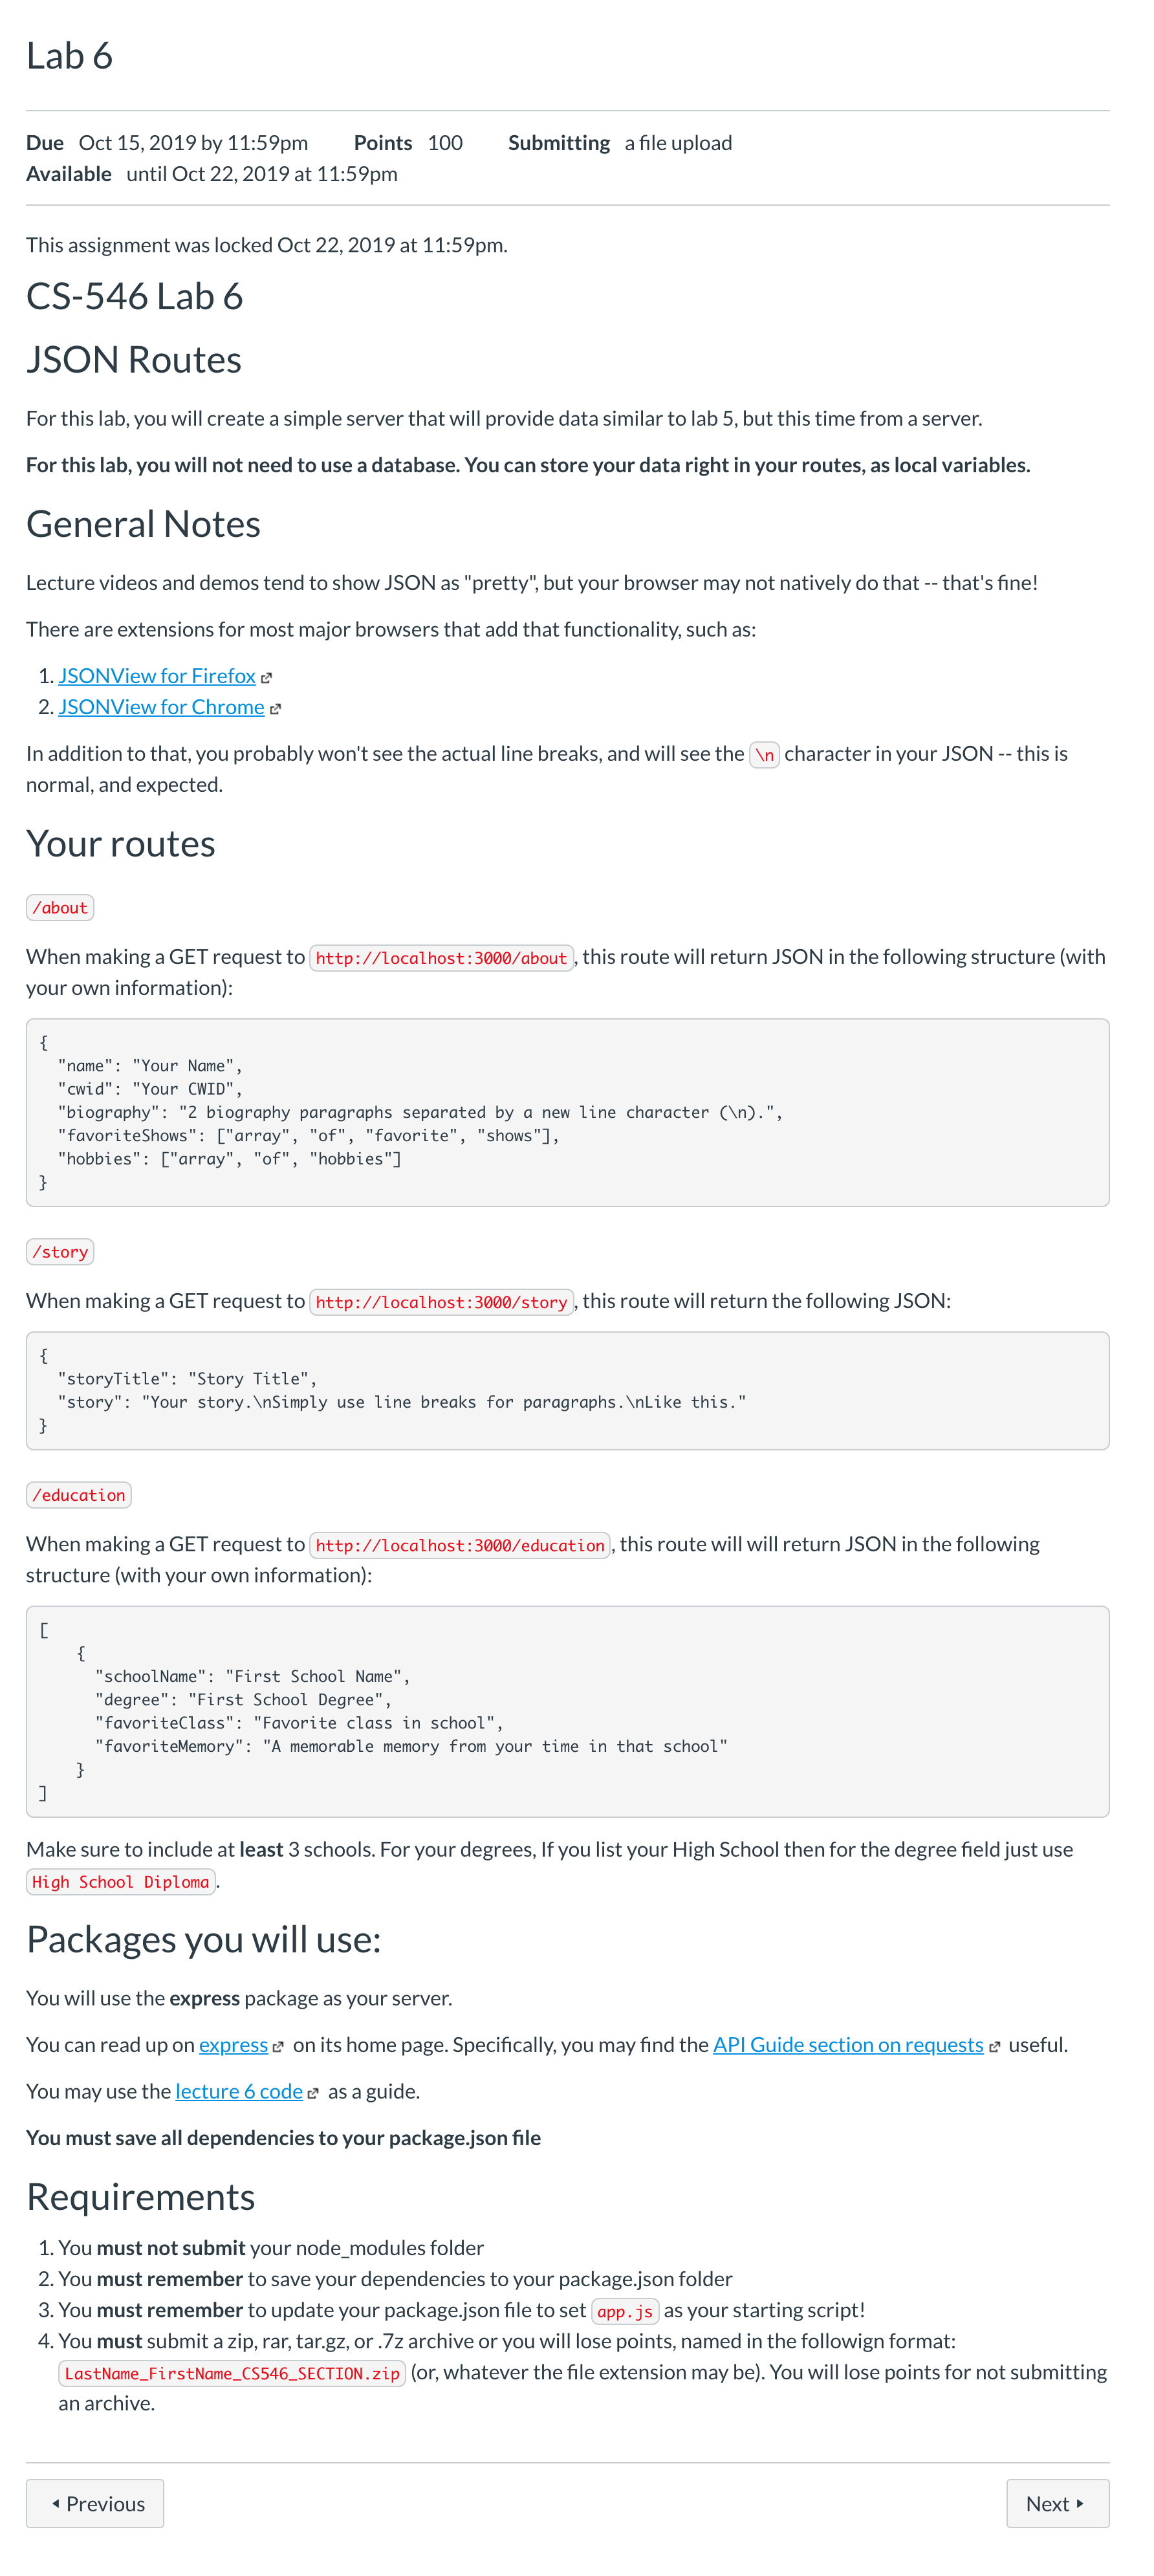 Lab 6
Due Oct 15, 2019 by 11:59pm Points 100 Submitting a file upload
Available until Oct 22, 2019 at 11:59pm
This assignment was locked Oct 22, 2019 at 11:59pm.
CS-546 Lab 6
JSON Routes
For this lab, you will create a simple server that will provide data similar to lab 5, but this time from a server.
For this lab, you will not need to use a database. You can store your data right in your routes, as local variables.
General Notes
Lecture videos and demos tend to show JSON as "pretty", but your browser may not natively do that -- that's fine!
There are extensions for most major browsers that add that functionality, such as:
1. JSONView for Firefox
2. JSONView for Chrome
In addition to that, you probably won't see the actual line breaks, and will see the \n character in your JSON -- this is
normal, and expected.
Your routes
/about
When making a GET request to http://localhost:3000/about, this route will return JSON in the following structure (with
your own information):
{
  "name": "Your Name",
  "cwid": "Your CWID",
  "biography": "2 biography paragraphs separated by a new line character (\n).",
  "favoriteShows": ["array", "of", "favorite", "shows"],
  "hobbies": ["array", "of", "hobbies"]
}
/story
When making a GET request to http://localhost:3000/story, this route will return the following JSON:
{
  "storyTitle": "Story Title",
  "story": "Your story.\nSimply use line breaks for paragraphs.\nLike this."
}
/education
When making a GET request to http://localhost:3000/education, this route will will return JSON in the following
structure (with your own information):
[
    {
      "schoolName": "First School Name",
      "degree": "First School Degree",
      "favoriteClass": "Favorite class in school",
      "favoriteMemory": "A memorable memory from your time in that school"
    }
]
Make sure to include at least 3 schools. For your degrees, If you list your High School then for the degree field just use
High School Diploma.
Packages you will use:
You will use the express package as your server.
You can read up on express on its home page. Specifically, you may find the API Guide section on requests useful.
You may use the lecture 6 code as a guide.
You must save all dependencies to your package.json file
Requirements
1. You must not submit your node_modules folder
2. You must remember to save your dependencies to your package.json folder
3. You must remember to update your package.json file to set app.js as your starting script!
4. You must submit a zip, rar, tar.gz, or .7z archive or you will lose points, named in the followign format:
LastName_FirstName_CS546_SECTION.zip (or, whatever the file extension may be). You will lose points for not submitting
an archive.
Previous
Next